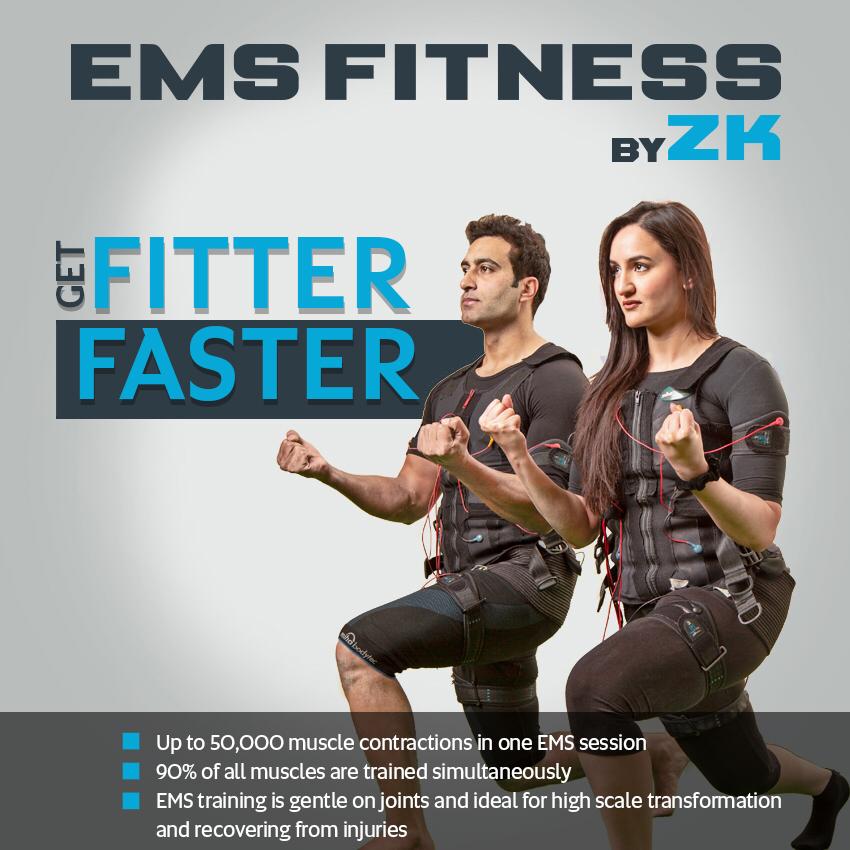 EMS FITNESS
BY ZK
GET FITTER
FASTER
miha bodytec
Up to 50,000 muscle contractions in one EMS session
90% of all muscles are trained simultaneously
EMS training is gentle on joints and ideal for high scale transformation
and recovering from injuries